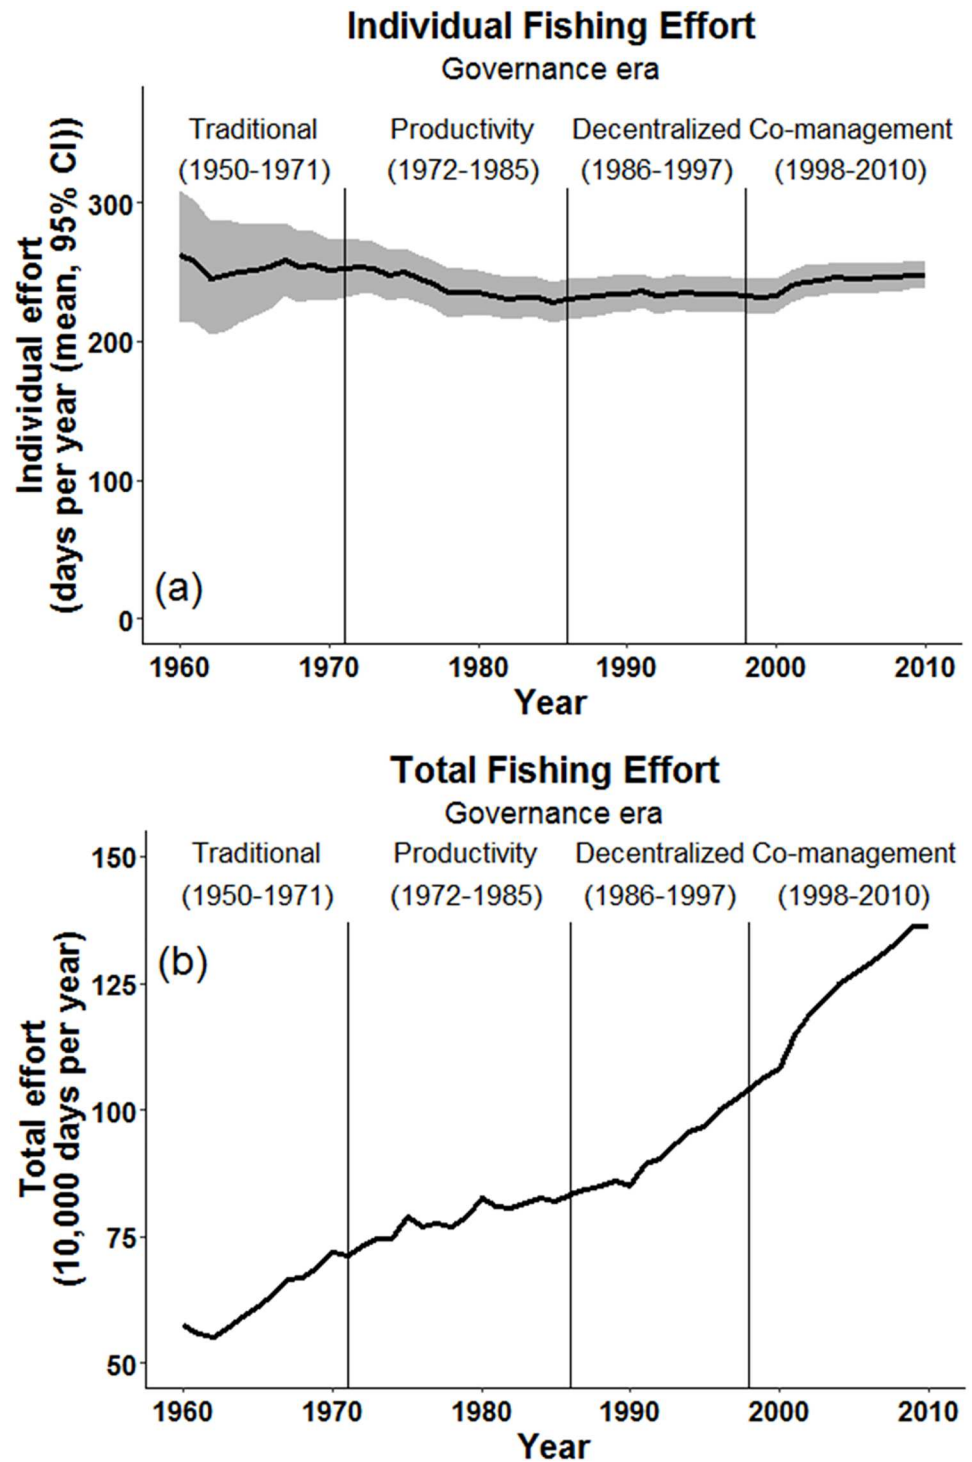 Individual Fishing Effort
Governance era
Traditional Productivity Decentralized Co-management
(1950-1971) (1972-1985) (1986-1997) (1998-2010)
Individual effort
(days per year (mean, 95% CI))
300
200
100
0
(a)
1960 1970 1980 1990 2000 2010
Year
Total Fishing Effort
Governance era
Traditional Productivity Decentralized Co-management
(1950-1971) (1972-1985) (1986-1997) (1998-2010)
Total effort
(10,000 days per year)
150
(b)
125
100
75
50
1960 1970 1980 1990 2000 2010
Year